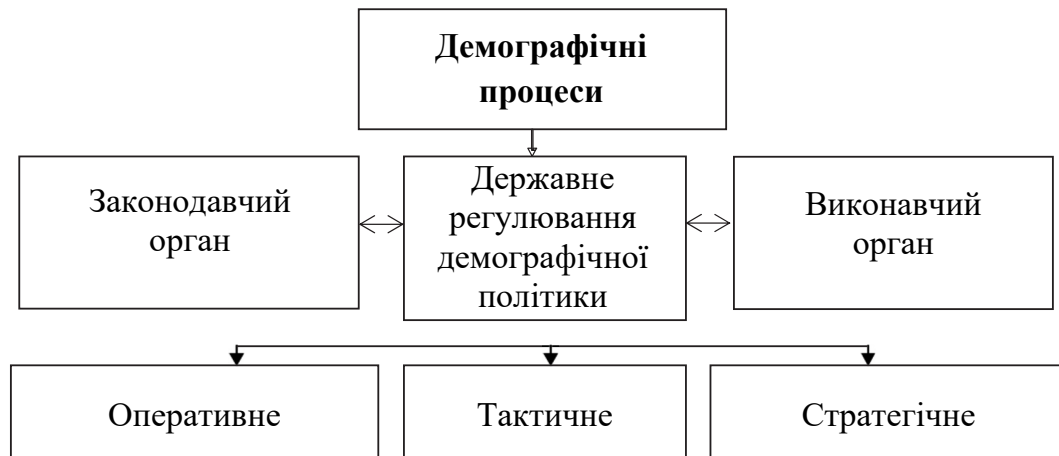 Демографічні
процеси
Законодавчий
орган
Державне
регулювання
демографічної
політики
Виконавчий
орган
Оперативне
Тактичне
Стратегічне